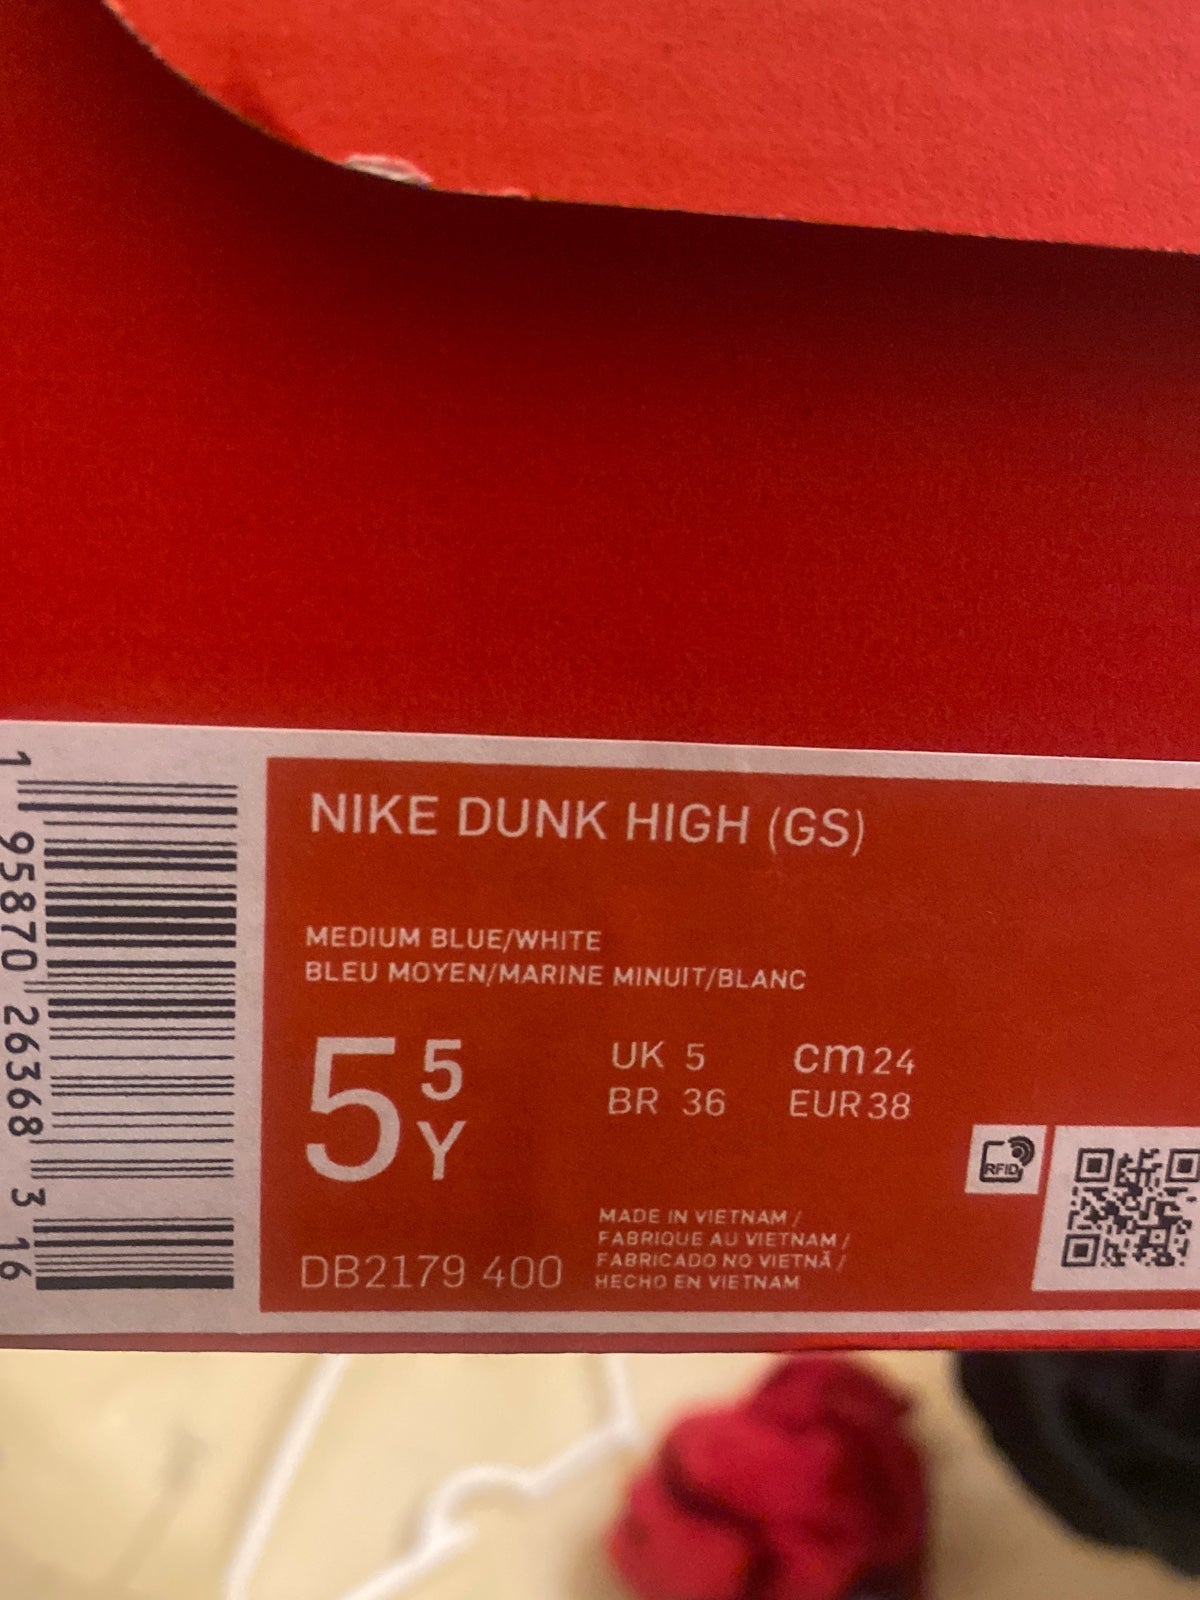 NIKE DUNK HIGH (GS)
MEDIUM BLUE/WHITE
BLEU MOYEN/MARINE MINUIT/BLANC
5 5 Y
UK 5 cm 24
BR 36 EUR 38
DB2179 400
MADE IN VIETNAM /
FABRIQUE AU VIETNAM /
FABRICADO NO VIETNÃ /
HECHO EN VIETNAM
RFID
1 95870 26368 3 16